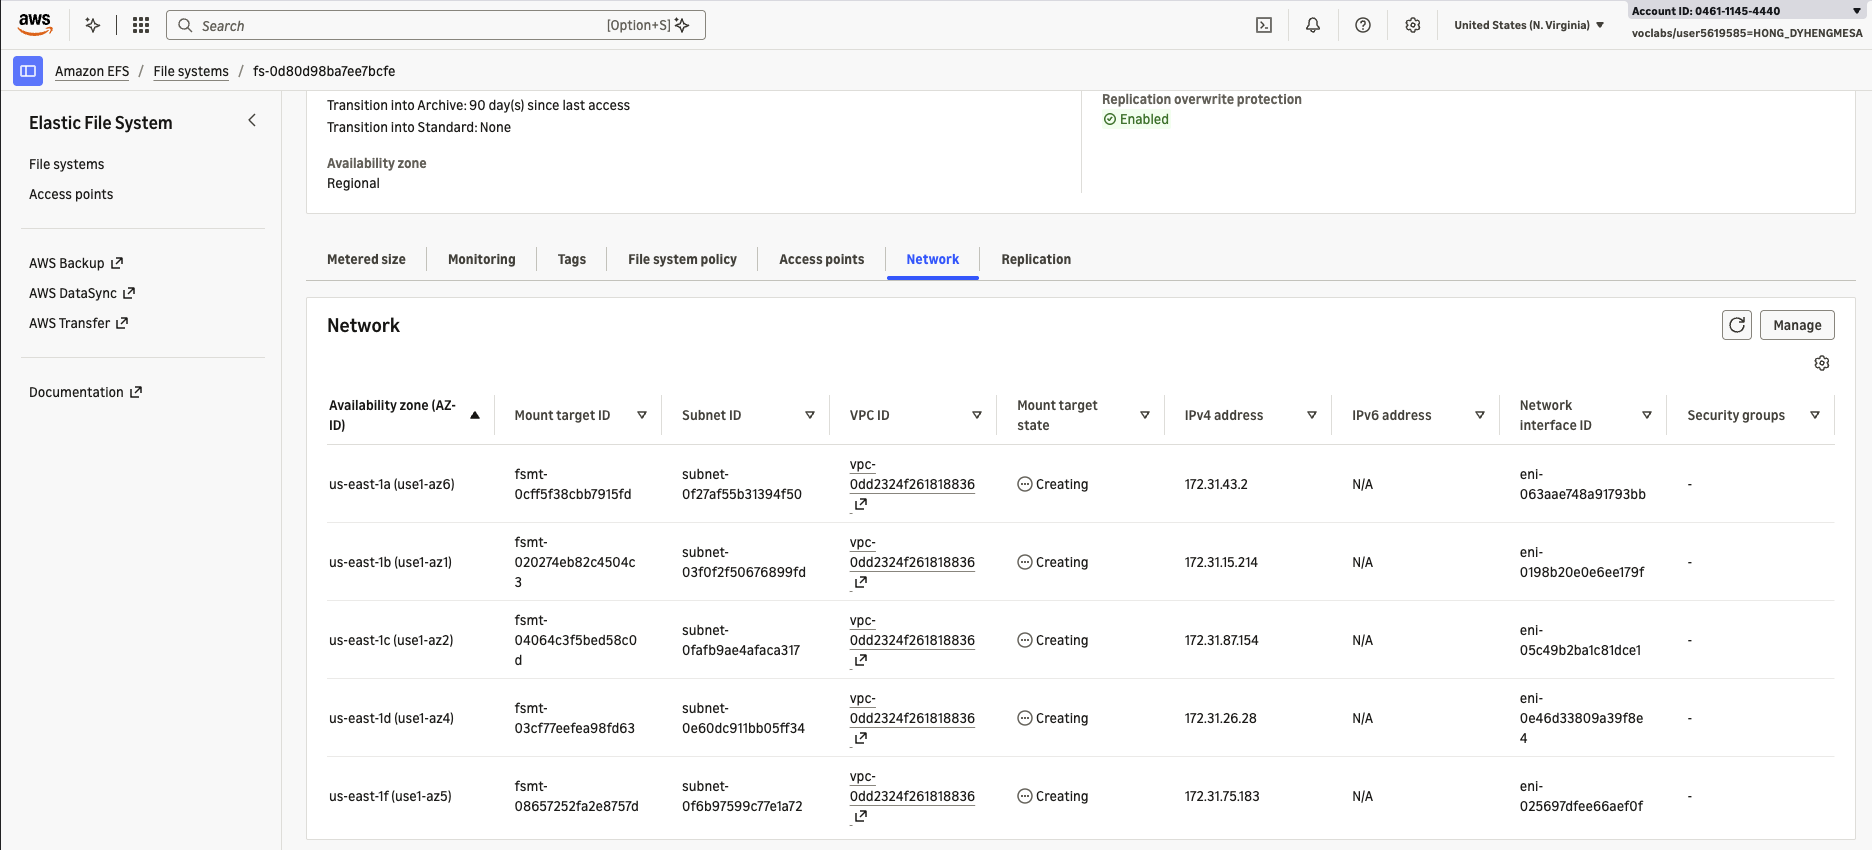 aws
Search
[Option+S]
United States (N. Virginia)
Account ID: 0461-1145-4440
voclabs/user5619585=HONG_DYHENGMESA
Amazon EFS / File systems / fs-0d80d98ba7ee7bcfe
Elastic File System
File systems
Access points
AWS Backup
AWS DataSync
AWS Transfer
Documentation
Transition into Archive: 90 day(s) since last access
Transition into Standard: None
Availability zone
Regional
Replication overwrite protection
Enabled
Metered size
Monitoring
Tags
File system policy
Access points
Network
Replication
Network
Manage
Availability zone (AZ-
ID)
Mount target ID
Subnet ID
VPC ID
Mount target
state
IPv4 address
IPv6 address
Network
interface ID
Security groups
us-east-1a (use1-az6)
fsmt-
0cff5f38cbb7915fd
subnet-
0f27af55b31394f50
vpc-
0dd2324f261818836
Creating
172.31.43.2
N/A
eni-
063aae748a91793bb
-
us-east-1b (use1-az1)
fsmt-
020274eb82c4504c
3
subnet-
03f0f2f50676899fd
vpc-
0dd2324f261818836
Creating
172.31.15.214
N/A
eni-
0198b20e0e6ee179f
-
us-east-1c (use1-az2)
fsmt-
04064c3f5bed58c0
d
subnet-
0fafb9ae4afaca317
vpc-
0dd2324f261818836
Creating
172.31.87.154
N/A
eni-
05c49b2ba1c81dce1
-
us-east-1d (use1-az4)
fsmt-
03cf77eefea98fd63
subnet-
0e60dc911bb05ff34
vpc-
0dd2324f261818836
Creating
172.31.26.28
N/A
eni-
0e46d33809a39f8e
4
-
us-east-1f (use1-az5)
fsmt-
08657252fa2e8757d
subnet-
0f6b97599c77e1a72
vpc-
0dd2324f261818836
Creating
172.31.75.183
N/A
eni-
025697dfee66aef0f
-